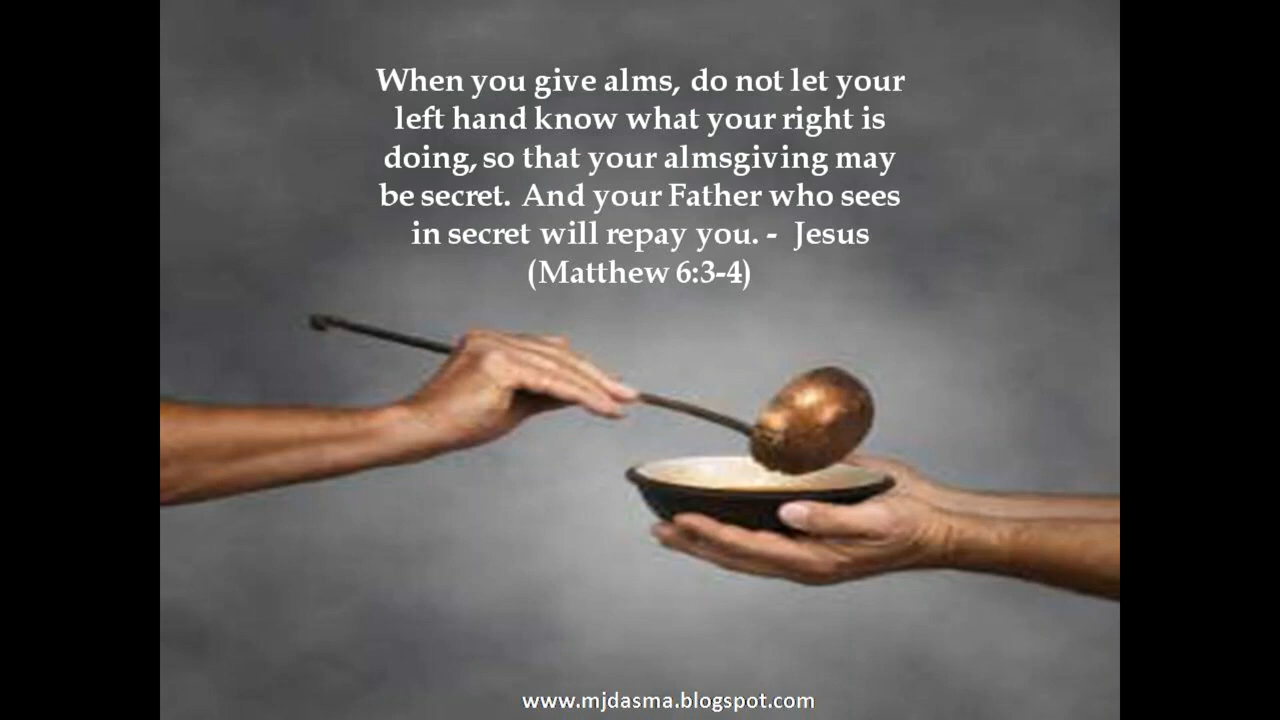 When you give alms, do not let your
left hand know what your right is
doing, so that your almsgiving may
be secret. And your Father who sees
in secret will repay you. - Jesus
(Matthew 6:3-4)
www.mjdasma.blogspot.com